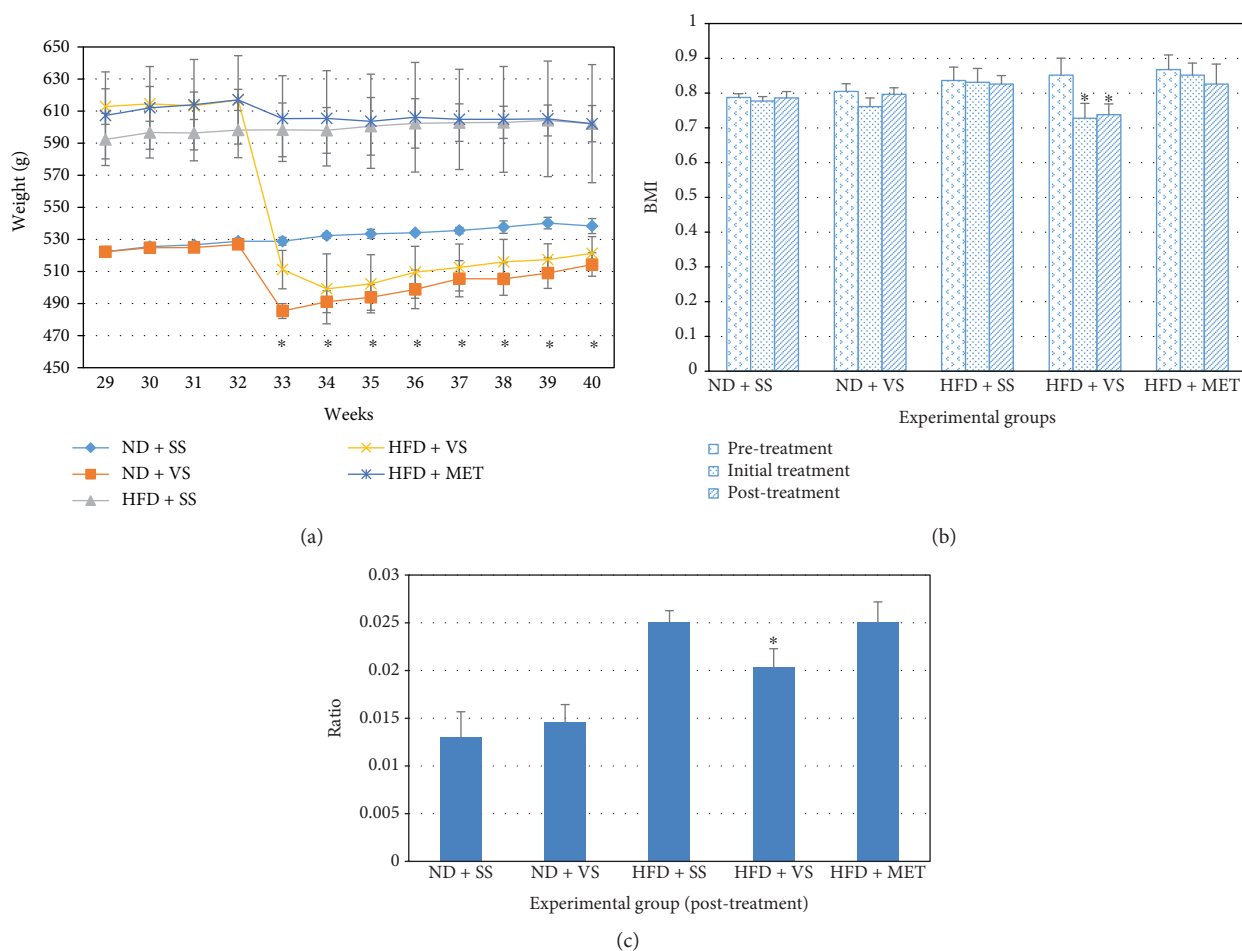 650
630
610
590
570
550
530
510
490
470
450
Weight (g)
* * * * * * * *
29 30 31 32 33 34 35 36 37 38 39 40
Weeks
ND + SS
ND + VS
HFD + SS
HFD + VS
HFD + MET
(a)
1
0.9
0.8
0.7
0.6
0.5
0.4
0.3
0.2
0.1
0
BMI
* *
ND + SS ND + VS HFD + SS HFD + VS HFD + MET
Experimental groups
Pre-treatment
Initial treatment
Post-treatment
(b)
0.03
0.025
0.02
0.015
0.01
0.005
0
Ratio
*
ND + SS ND + VS HFD + SS HFD + VS HFD + MET
Experimental group (post-treatment)
(c)